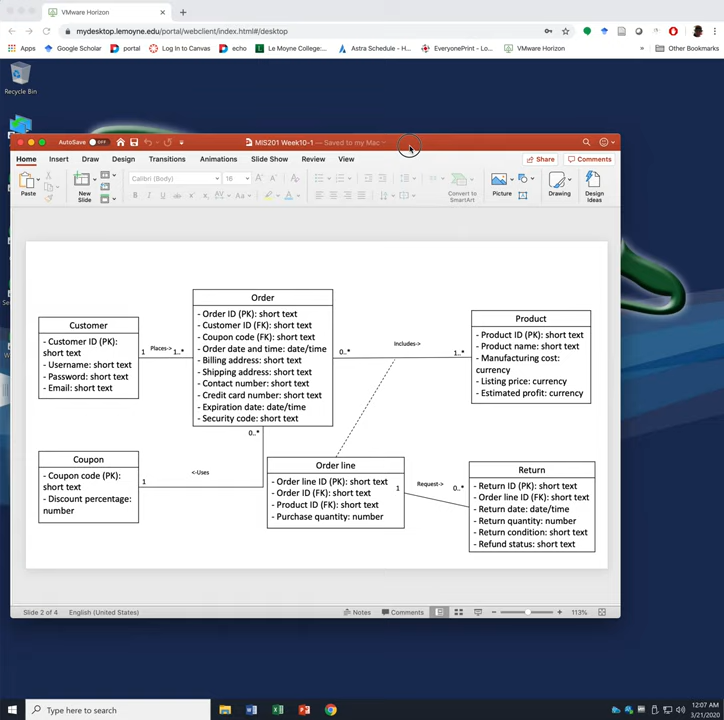 VMware Horizon
mydesktop.lemoyne.edu/portal/webclient/index.html#/desktop
Apps
Google Scholar
portal
Log In to Canvas
echo
Le Moyne College:...
Astra Schedule - H...
EveryonePrint - Lo...
VMware Horizon
»
Other Bookmarks
Recycle Bin
AutoSave
OFF
MIS201 Week10-1 — Saved to my Mac
Home
Insert
Draw
Design
Transitions
Animations
Slide Show
Review
View
Share
Comments
Paste
New
Slide
Calibri (Body)
16
Convert to
SmartArt
Picture
Drawing
Design
Ideas
Order
- Order ID (PK): short text
- Customer ID (FK): short text
- Coupon code (FK): short text
- Order date and time: date/time
- Billing address: short text
- Shipping address: short text
- Contact number: short text
- Credit card number: short text
- Expiration date: date/time
- Security code: short text
Customer
- Customer ID (PK):
short text
- Username: short text
- Password: short text
- Email: short text
1
Places->
1..*
0..*
Includes->
1..*
Product
- Product ID (PK): short text
- Product name: short text
- Manufacturing cost:
currency
- Listing price: currency
- Estimated profit: currency
0..*
Coupon
- Coupon code (PK):
short text
- Discount percentage:
number
1
<-Uses
Order line
- Order line ID (PK): short text
- Order ID (FK): short text
- Product ID (FK): short text
- Purchase quantity: number
1
Request->
0..*
Return
- Return ID (PK): short text
- Order line ID (FK): short text
- Return date: date/time
- Return quantity: number
- Return condition: short text
- Refund status: short text
Slide 2 of 4
English (United States)
Notes
Comments
113%
Type here to search
12:07 AM
3/21/2020